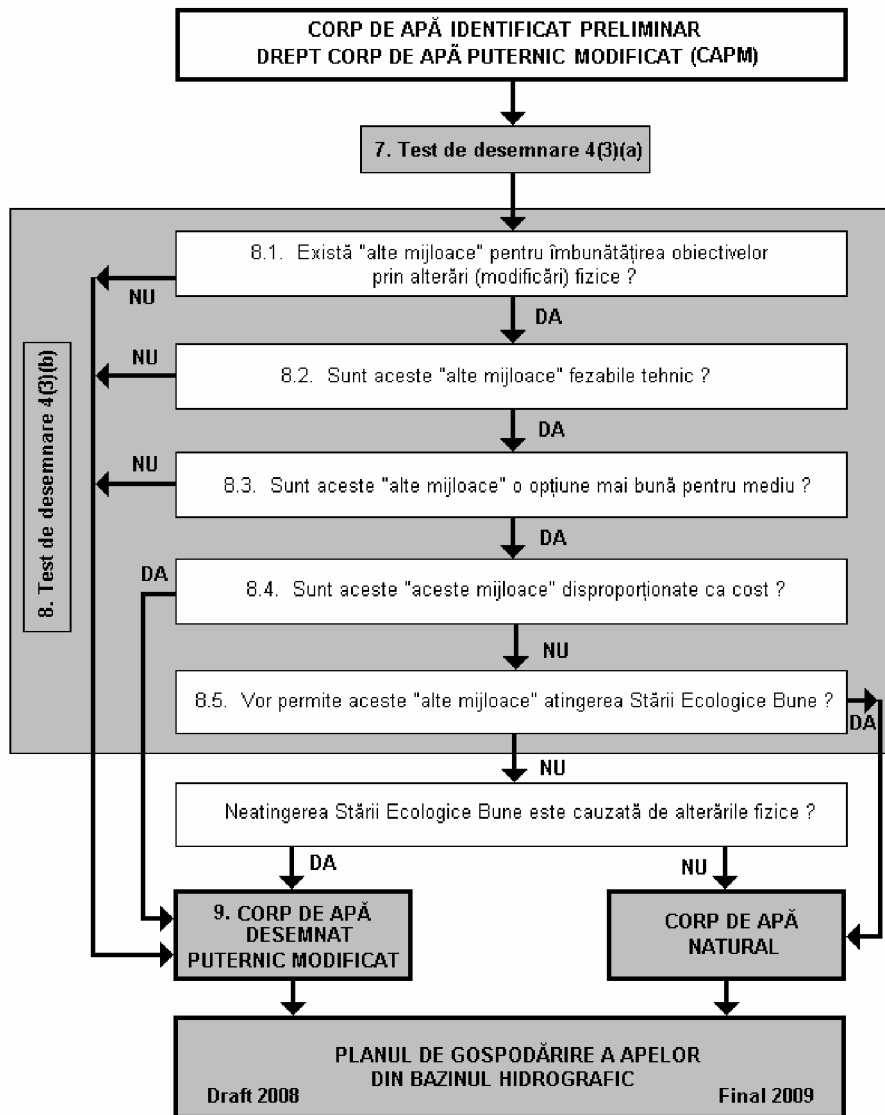 CORP DE APĂ IDENTIFICAT PRELIMINAR
DREPT CORP DE APĂ PUTERNIC MODIFICAT (CAPM)
7. Test de desemnare 4(3)(a)
8. Test de desemnare 4(3)(b)
8.1. Există "alte mijloace" pentru îmbunătățirea obiectivelor
prin alterări (modificări) fizice ?
NU
DA
8.2. Sunt aceste "alte mijloace" fezabile tehnic ?
NU
DA
8.3. Sunt aceste "alte mijloace" o opțiune mai bună pentru mediu ?
NU
DA
8.4. Sunt aceste "aceste mijloace" disproporționate ca cost ?
DA
NU
8.5. Vor permite aceste "alte mijloace" atingerea Stării Ecologice Bune ?
DA
NU
Neatingerea Stării Ecologice Bune este cauzată de alterările fizice ?
DA
NU
9. CORP DE APĂ
DESEMNAT
PUTERNIC MODIFICAT
CORP DE APĂ
NATURAL
PLANUL DE GOSPODĂRIRE A APELOR
DIN BAZINUL HIDROGRAFIC
Draft 2008
Final 2009